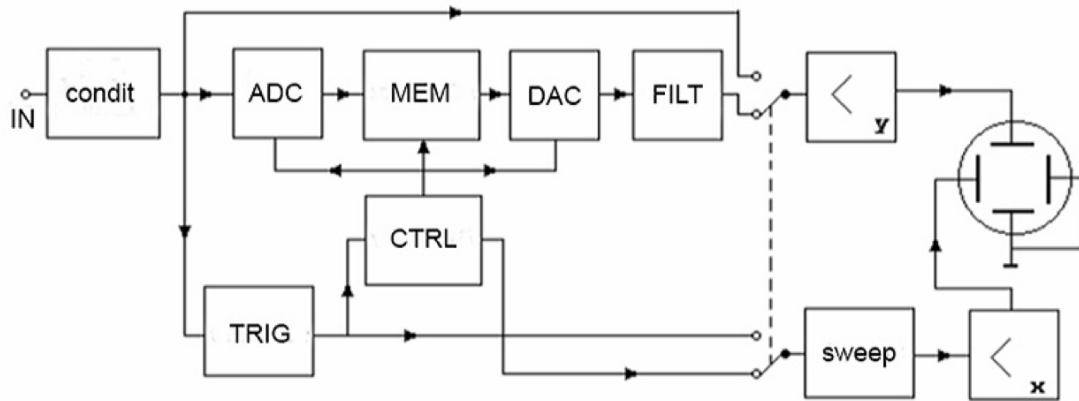 IN
condit
ADC
MEM
DAC
FILT
y
CTRL
TRIG
sweep
x